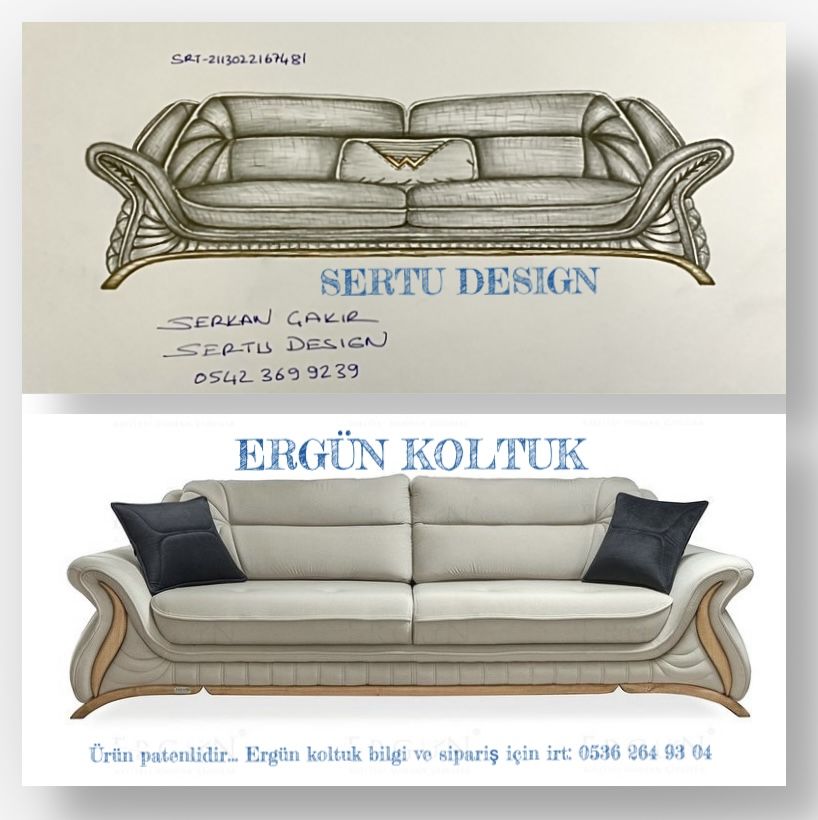 SRT-2113022167481
SERTU DESIGN
SERKAN ÇAKIR
SERTU DESIGN
0542 369 9239
ERGÜN KOLTUK
Ürün patenlidir... Ergün koltuk bilgi ve sipariş için irt: 0536 264 93 04